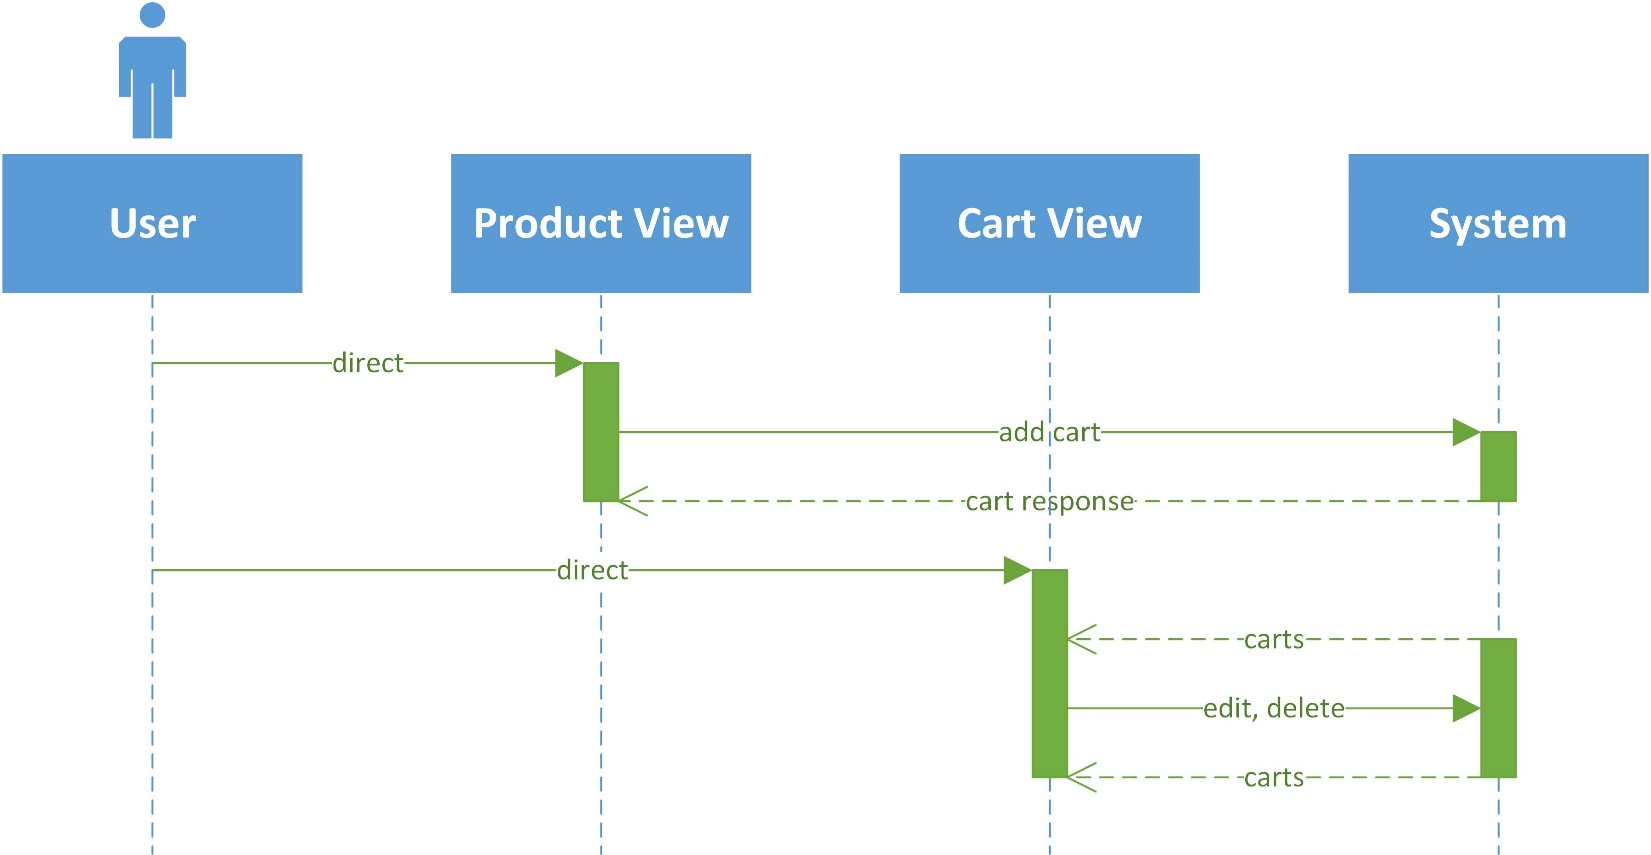 User
Product View
Cart View
System
direct
add cart
cart response
direct
carts
edit, delete
carts